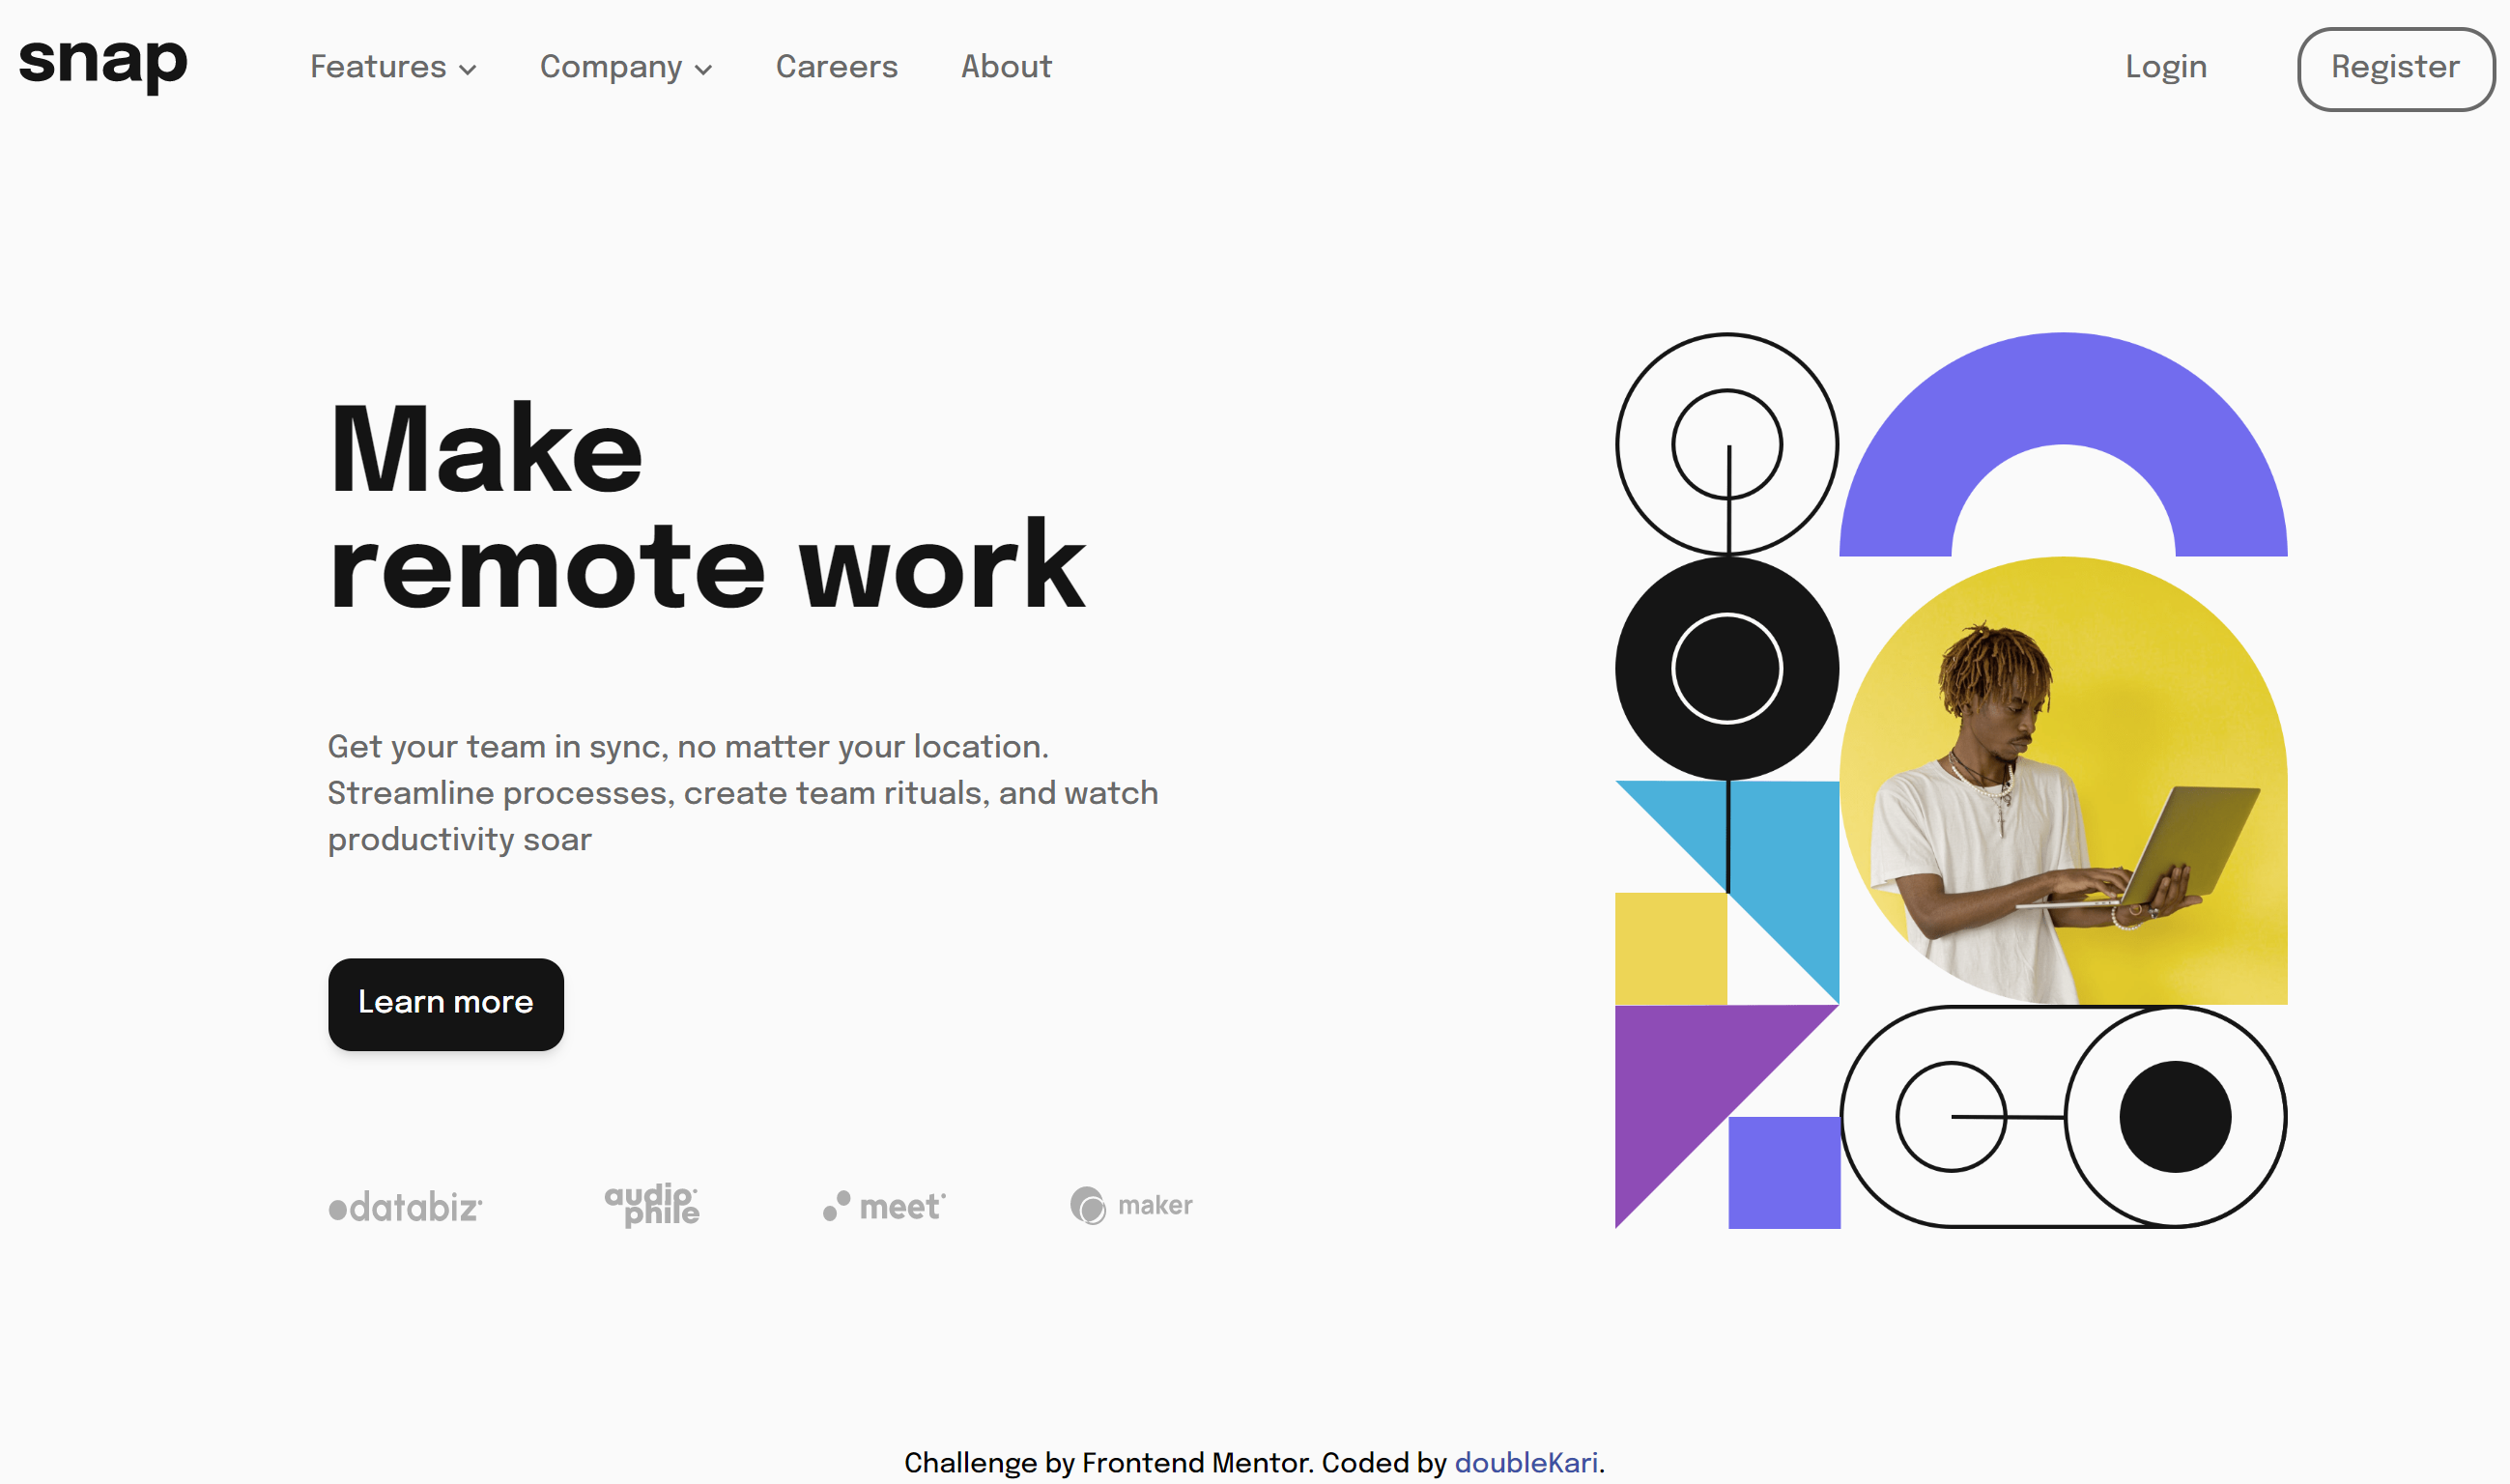 snap
Features
Company
Careers
About
Login
Register
Make
remote work
Get your team in sync, no matter your location.
Streamline processes, create team rituals, and watch
productivity soar
Learn more
databiz
audiophile
meet
maker
Challenge by Frontend Mentor. Coded by doubleKari.